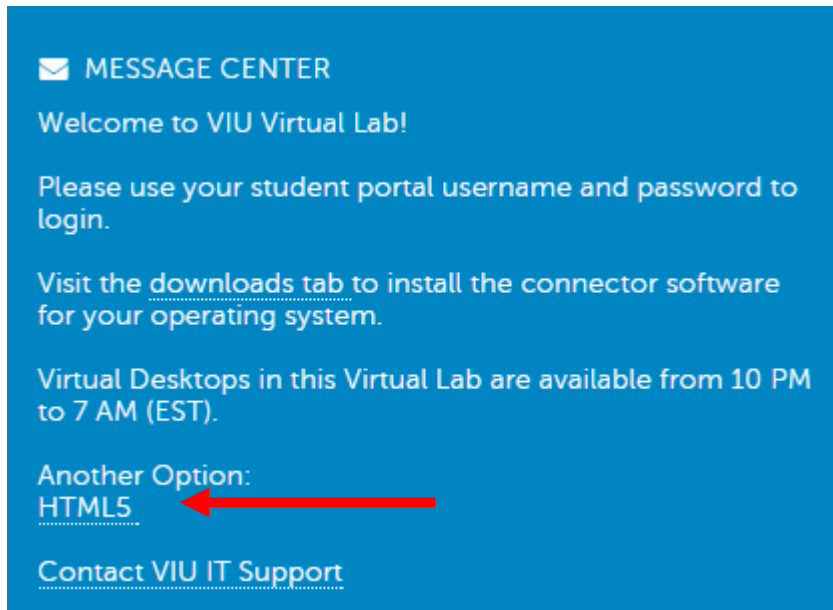 MESSAGE CENTER
Welcome to VIU Virtual Lab!
Please use your student portal username and password to
login.
Visit the downloads tab to install the connector software
for your operating system.
Virtual Desktops in this Virtual Lab are available from 10 PM
to 7 AM (EST).
Another Option:
HTML5
Contact VIU IT Support